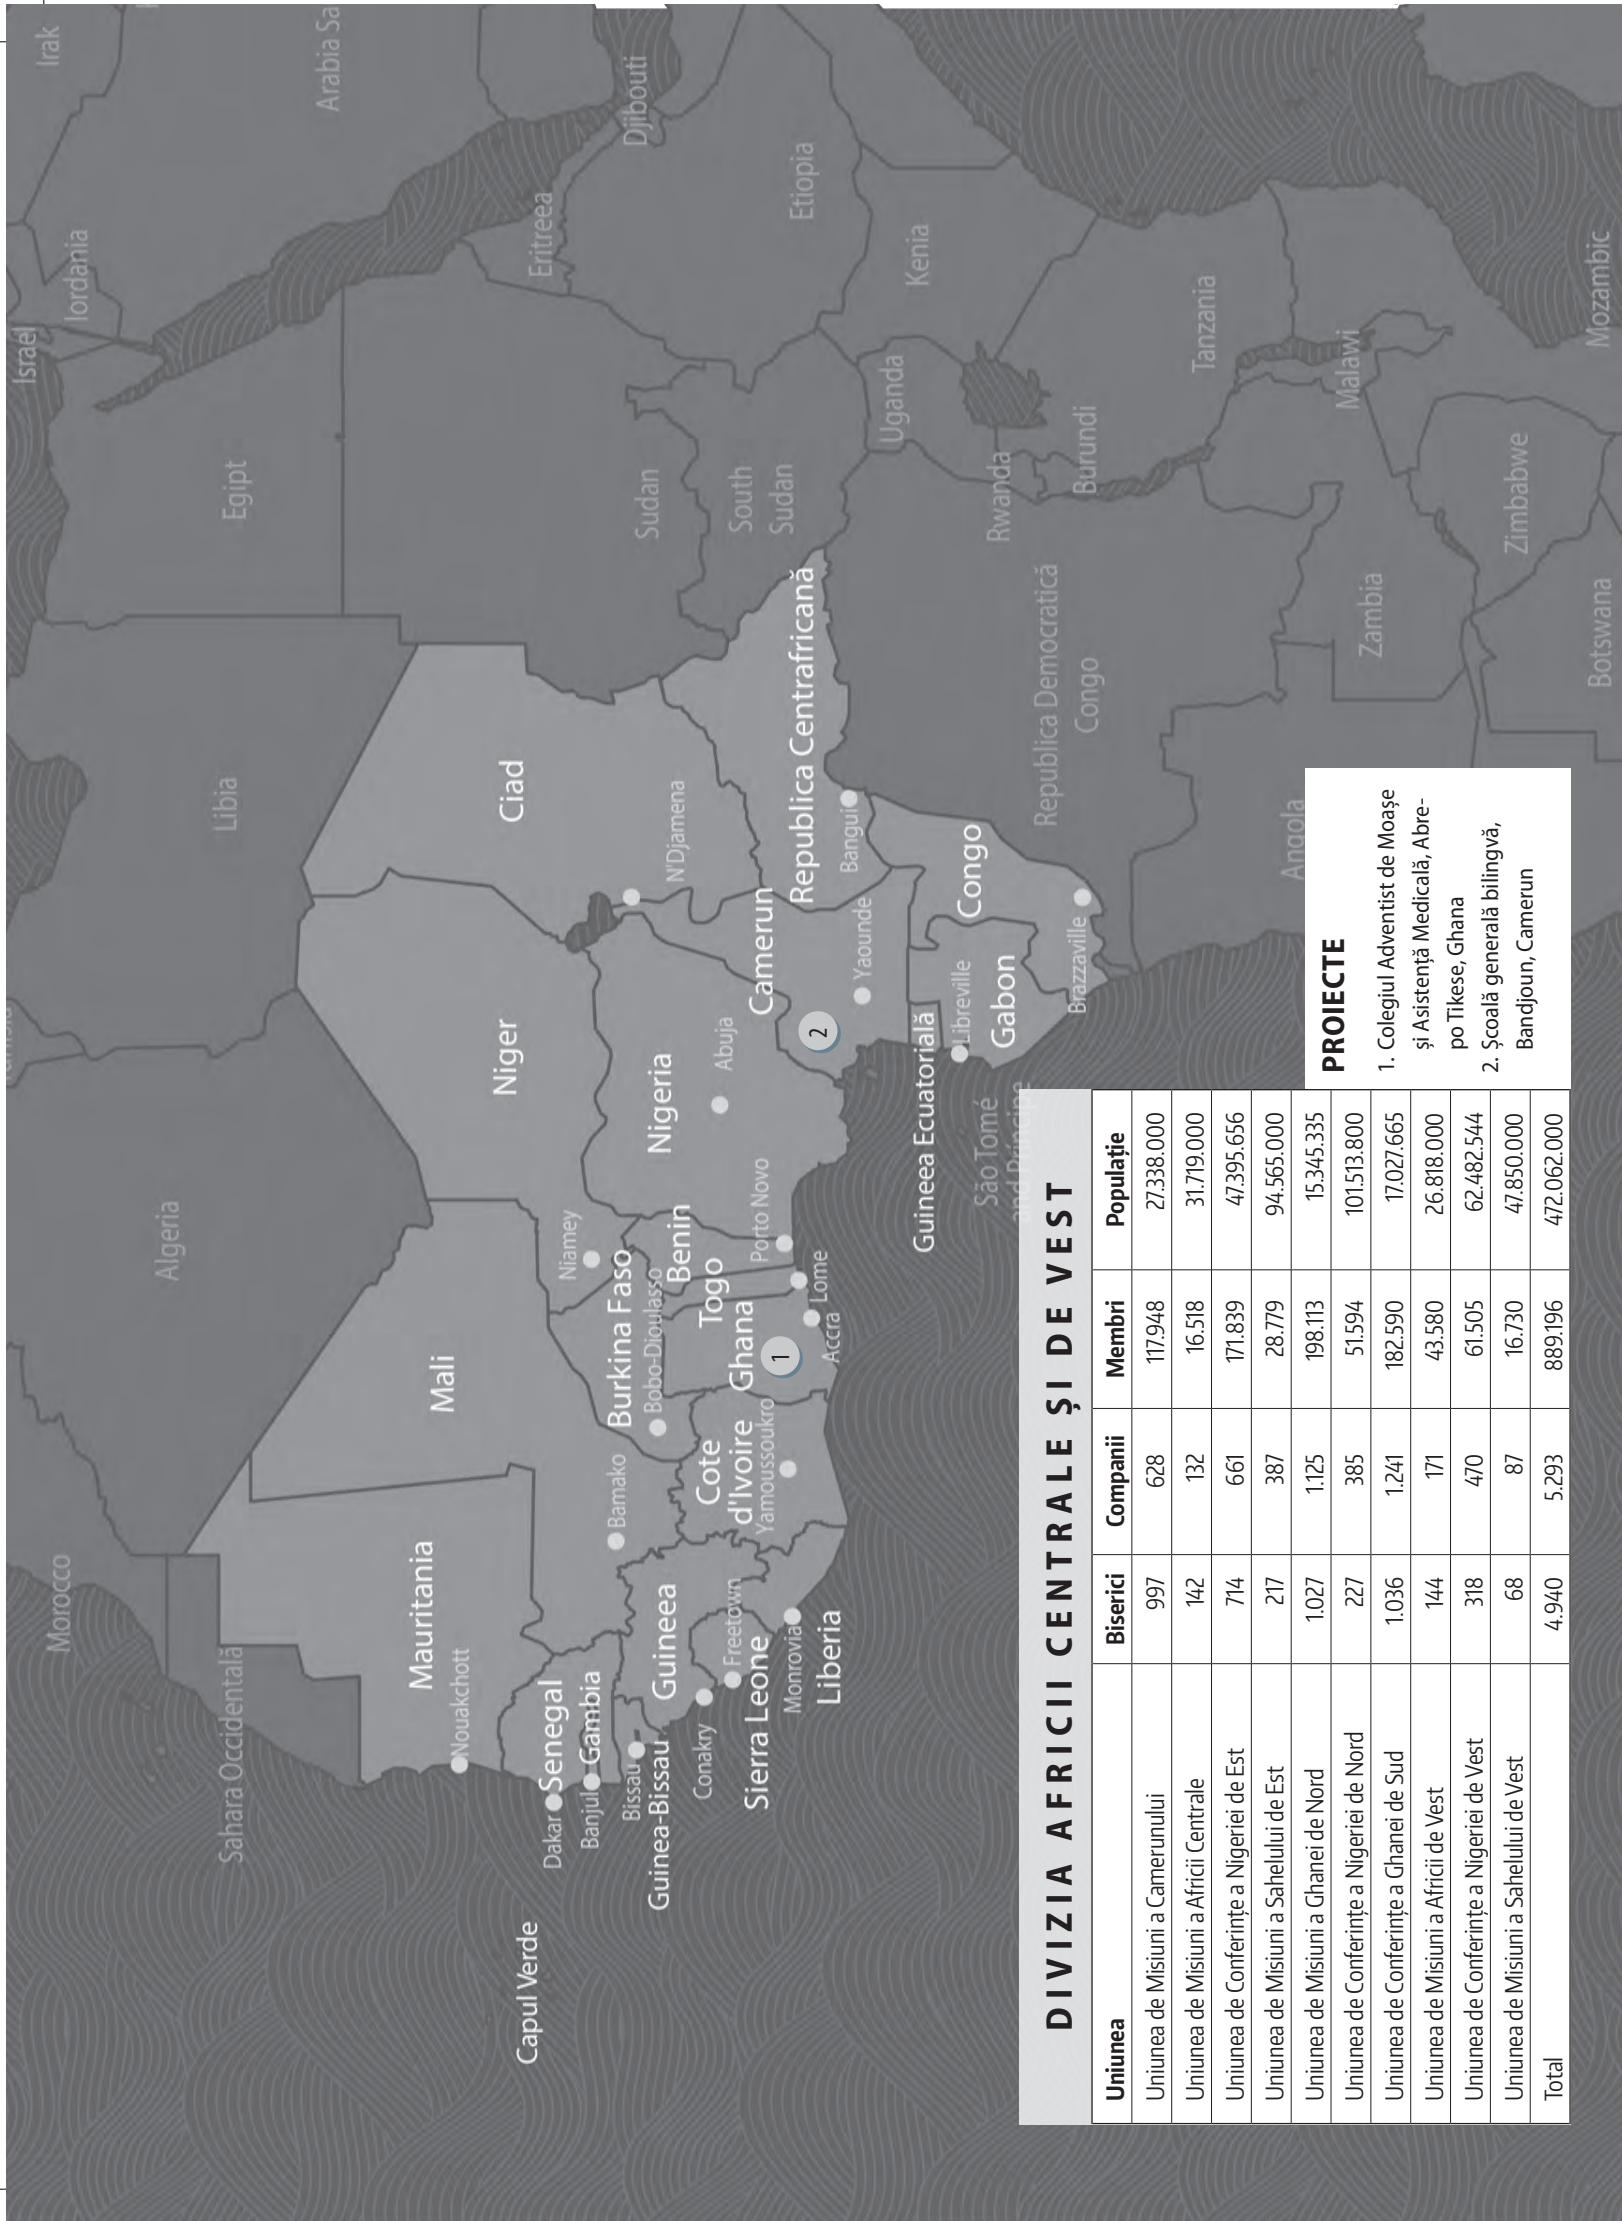 Morocco
Algeria
Libia
Egipt
Israel
Iordania
Irak
Arabia Sa
Sahara Occidentală
Mauritania
Nouakchott
Mali
Niger
Ciad
Sudan
Eritreea
Djibouti
Capul Verde
Dakar
Senegal
Banjul
Gambia
Bissau
Guinea-Bissau
Guineea
Conakry
Freetown
Sierra Leone
Monrovia
Liberia
Bamako
Burkina Faso
Bobo-Dioulasso
Niamey
Cote
d'Ivoire
Yamoussoukro
Ghana
1
Accra
Togo
Lome
Benin
Porto Novo
Nigeria
Abuja
N'Djamena
Camerun
2
Yaounde
Republica Centrafricană
Bangui
South
Sudan
Etiopia
Guineea Ecuatorială
Libreville
Gabon
Congo
Brazzaville
São Tomé
and Príncipe
Republica Democratică
Congo
Uganda
Kenia
Rwanda
Burundi
Tanzania
Angola
Zambia
Malawi
Zimbabwe
Botswana
Mozambic
DIVIZIA AFRICII CENTRALE ȘI DE VEST
Uniunea Biserici Companii Membri Populație
Uniunea de Misiuni a Camerunului 997 628 117.948 27.338.000
Uniunea de Misiuni a Africii Centrale 142 132 16.518 31.719.000
Uniunea de Conferințe a Nigeriei de Est 714 661 171.839 47.395.656
Uniunea de Misiuni a Sahelului de Est 217 387 28.779 94.565.000
Uniunea de Misiuni a Ghanei de Nord 1.027 1.125 198.113 15.345.335
Uniunea de Conferințe a Nigeriei de Nord 227 385 51.594 101.513.800
Uniunea de Conferințe a Ghanei de Sud 1.036 1.241 182.590 17.027.665
Uniunea de Misiuni a Africii de Vest 144 171 43.580 26.818.000
Uniunea de Conferințe a Nigeriei de Vest 318 470 61.505 62.482.544
Uniunea de Misiuni a Sahelului de Vest 68 87 16.730 47.850.000
Total 4.940 5.293 889.196 472.062.000
PROIECTE
1. Colegiul Adventist de Moașe
și Asistență Medicală, Abre-
po Tikese, Ghana
2. Școală generală bilingvă,
Bandjoun, Camerun